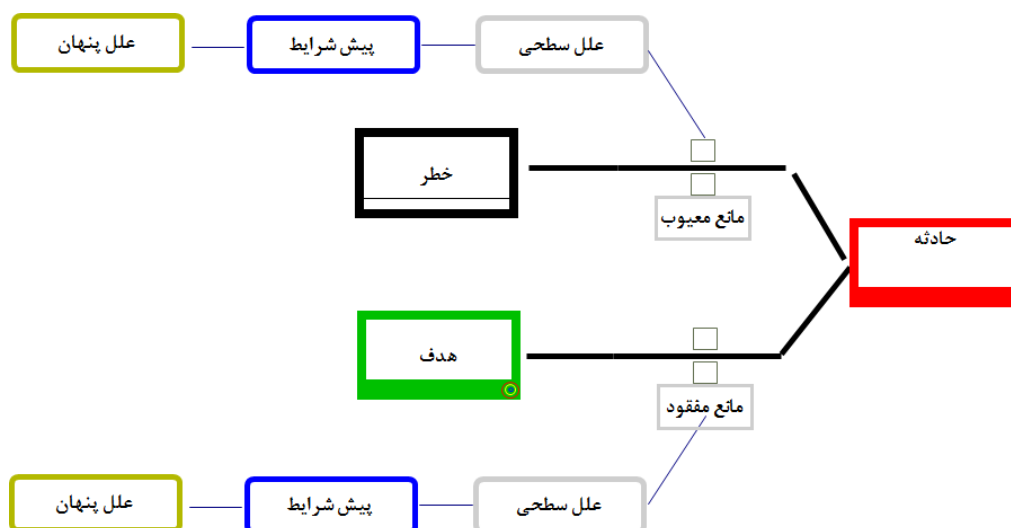 علل سطحی
پیش شرایط
علل پنهان
خطر
مانع معیوب
حادثه
هدف
مانع مفقود
علل سطحی
پیش شرایط
علل پنهان